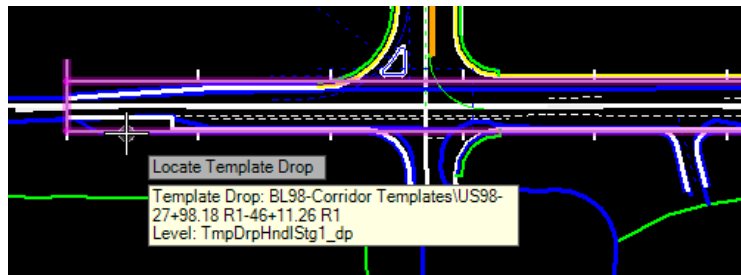 Locate Template Drop
Template Drop: BL98-Corridor Templates\US98-
27+98.18 R1-46+11.26 R1
Level: TmpDrpHndlStg1_dp